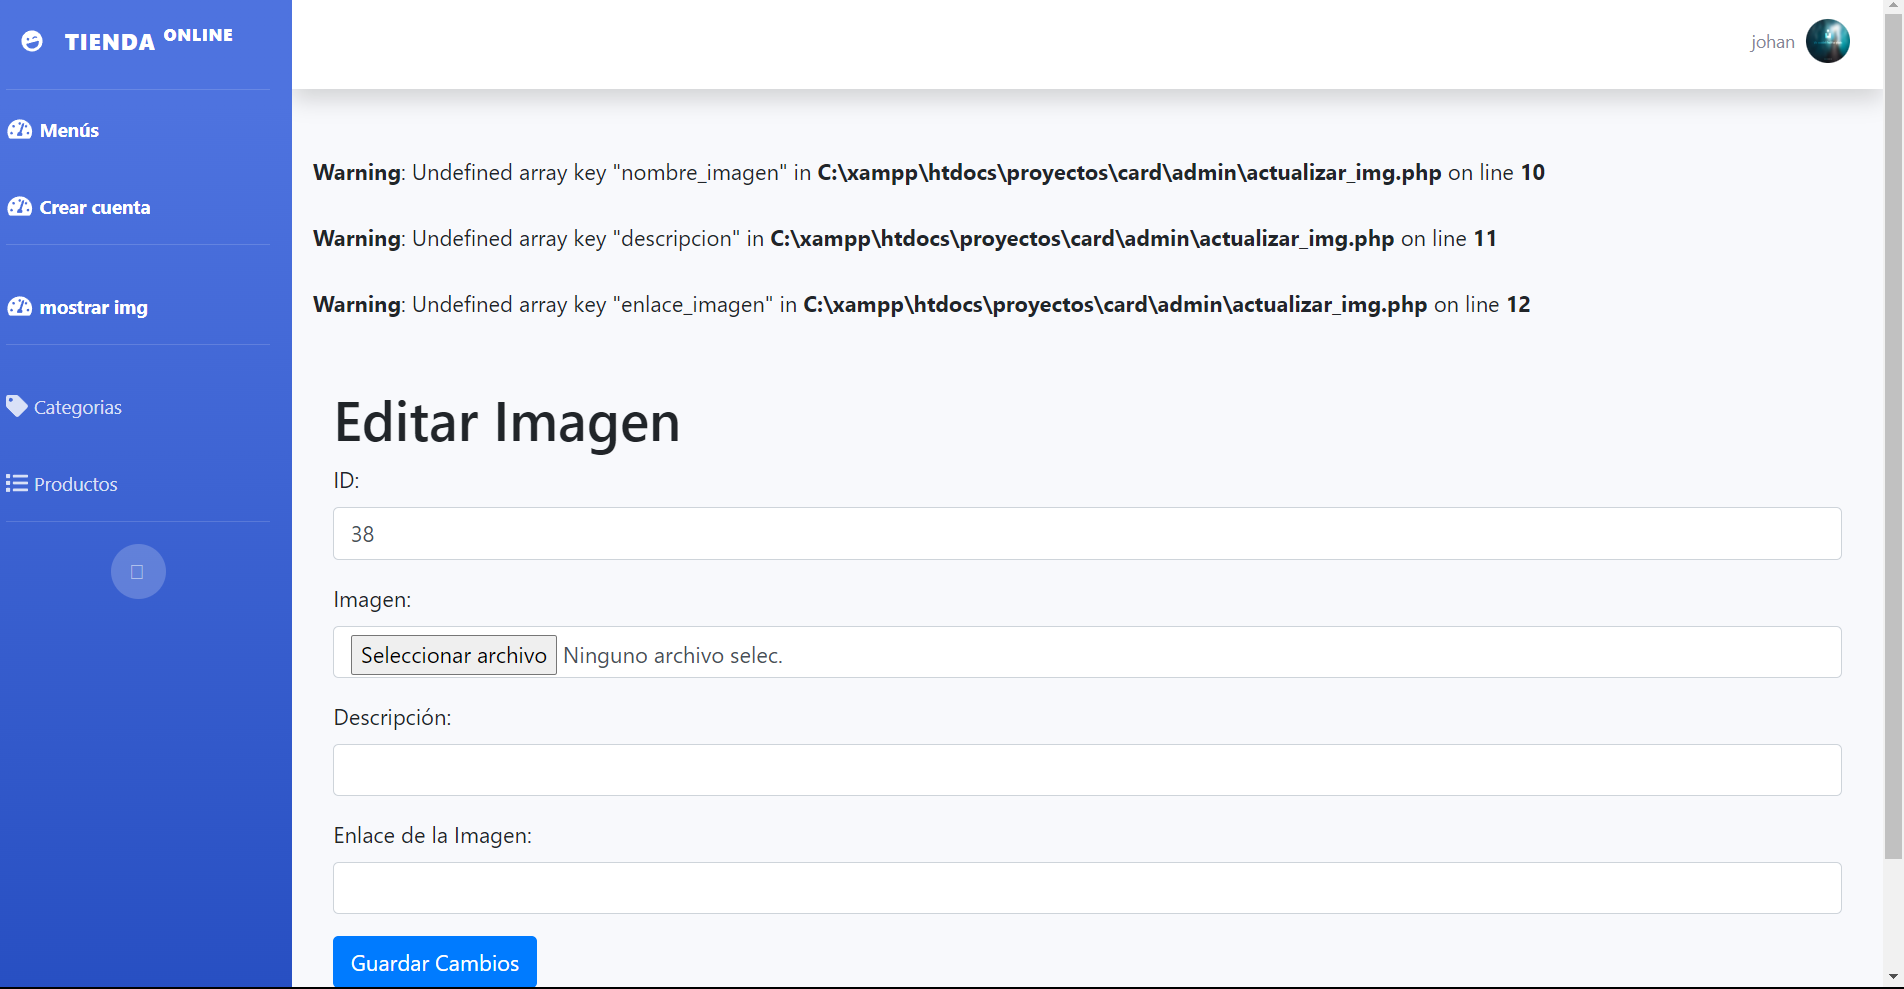 TIENDA ONLINE
johan
Menús
Crear cuenta
mostrar img
Categorias
Productos
Warning: Undefined array key "nombre_imagen" in C:\xampp\htdocs\proyectos\card\admin\actualizar_img.php on line 10
Warning: Undefined array key "descripcion" in C:\xampp\htdocs\proyectos\card\admin\actualizar_img.php on line 11
Warning: Undefined array key "enlace_imagen" in C:\xampp\htdocs\proyectos\card\admin\actualizar_img.php on line 12
Editar Imagen
ID:
38
Imagen:
Seleccionar archivo Ninguno archivo selec.
Descripción:
Enlace de la Imagen:
Guardar Cambios